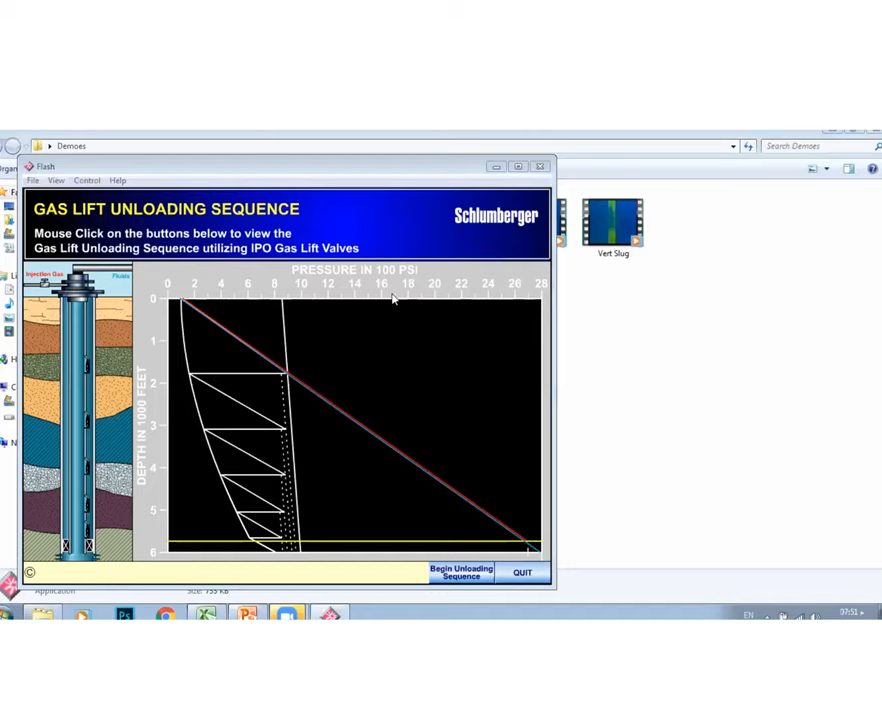 Demoes
Search Demoes
Flash
File View Control Help
GAS LIFT UNLOADING SEQUENCE
Mouse Click on the buttons below to view the
Gas Lift Unloading Sequence utilizing IPO Gas Lift Valves
Schlumberger
Vert Slug
Injection Gas
Fluids
PRESSURE IN 100 PSi
0 2 4 6 8 10 12 14 16 18 20 22 24 26 28
DEPTH IN 1000 FEET
0
1
2
3
4
5
6
©
Begin Unloading
Sequence
QUIT
Application
EN
07:51